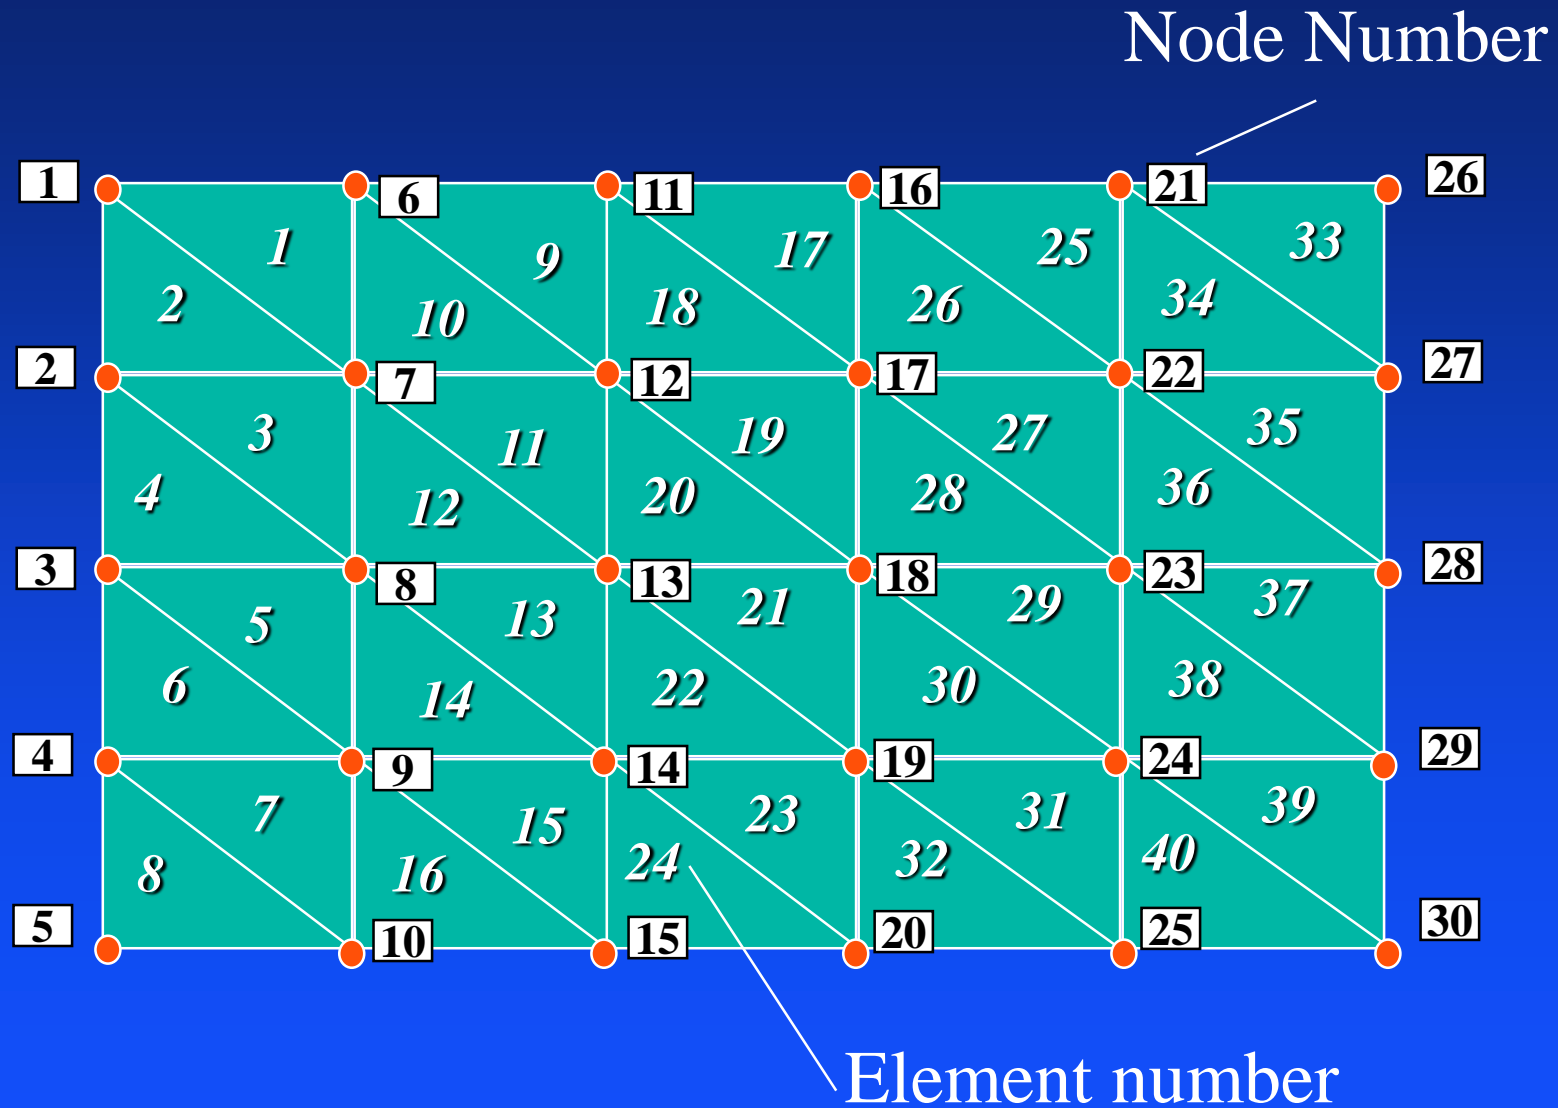 Node Number
1 6 11 16 21 26
1 9 17 25 33
2 10 18 26 34
2 7 12 17 22 27
3 11 19 27 35
4 12 20 28 36
3 8 13 18 23 28
5 13 21 29 37
6 14 22 30 38
4 9 14 19 24 29
7 15 23 31 39
8 16 24 32 40
5 10 15 20 25 30
Element number